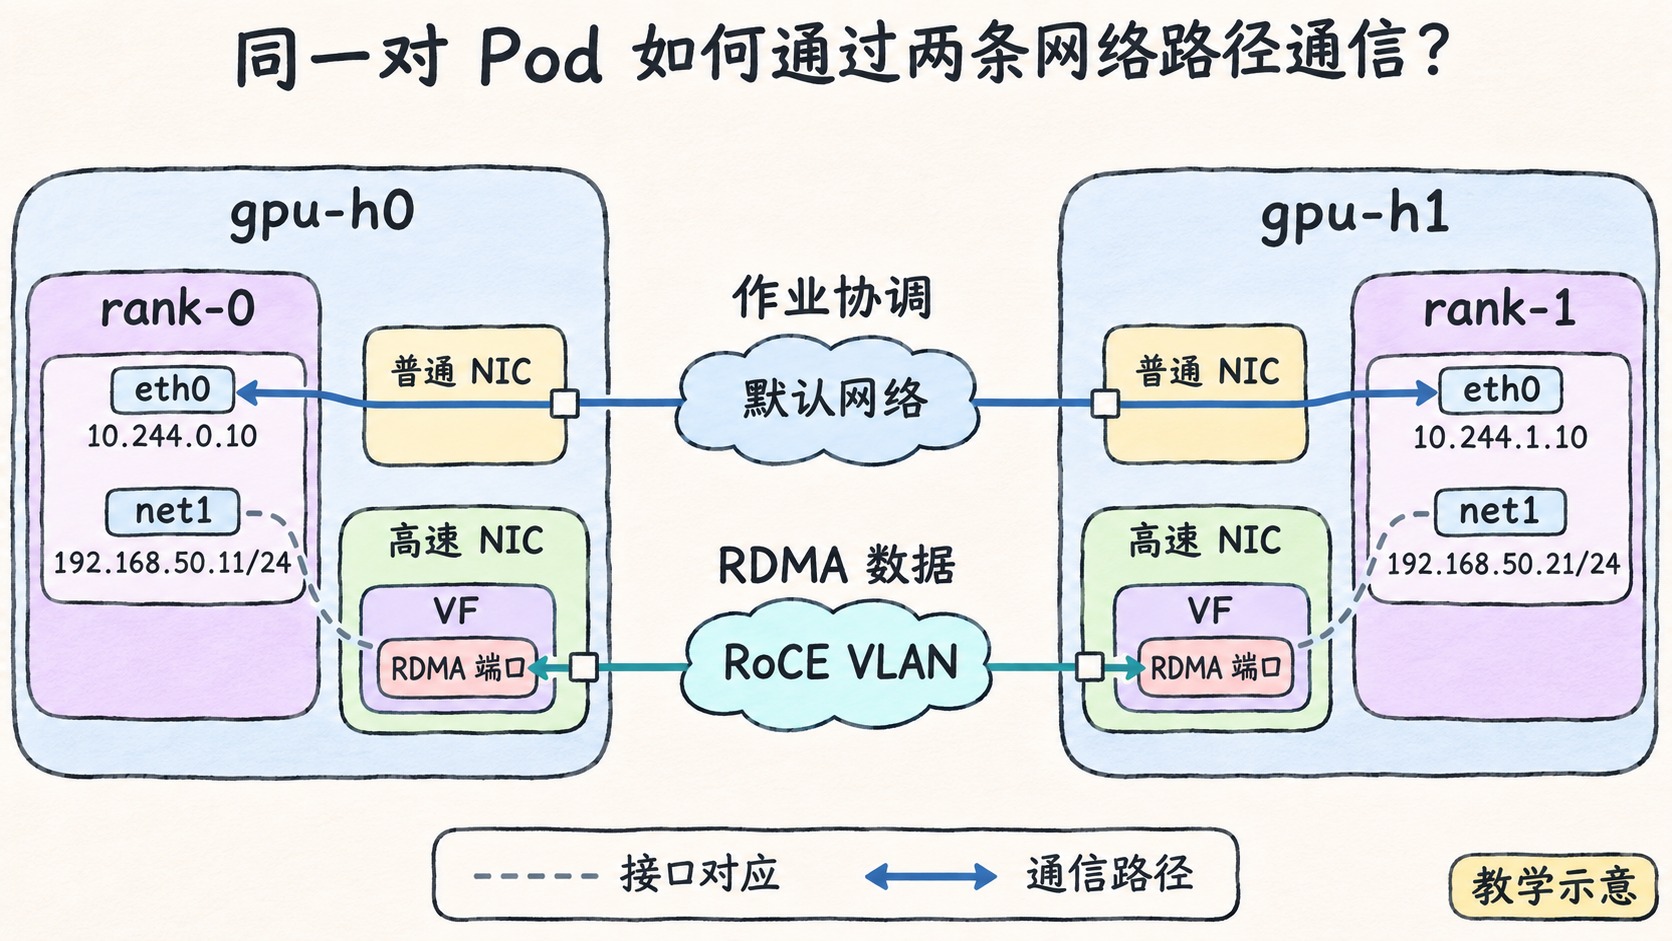 同一对 Pod 如何通过两条网络路径通信？
gpu-h0
rank-0
eth0
10.244.0.10
net1
192.168.50.11/24
普通 NIC
高速 NIC
VF
RDMA 端口
作业协调
默认网络
RDMA 数据
RoCE VLAN
gpu-h1
普通 NIC
高速 NIC
VF
RDMA 端口
rank-1
eth0
10.244.1.10
net1
192.168.50.21/24
接口对应
通信路径
教学示意